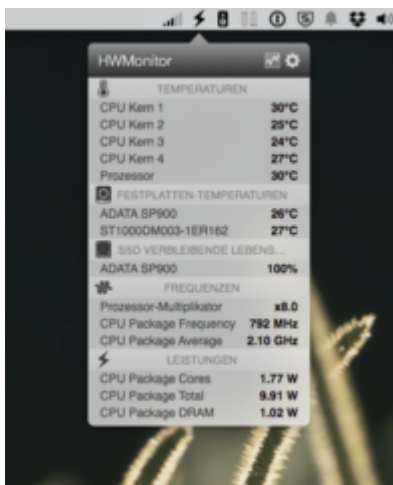 HWMonitor
TEMPERATUREN
CPU Kern 1 30°C
CPU Kern 2 25°C
CPU Kern 3 24°C
CPU Kern 4 27°C
Prozessor 30°C
FESTPLATTEN-TEMPERATUREN
ADATA SP900 26°C
ST1000DM003-1ER162 27°C
SSD VERBLEIBENDE LEBENS...
ADATA SP900 100%
FREQUENZEN
Prozessor-Multiplikator x8.0
CPU Package Frequency 792 MHz
CPU Package Average 2.10 GHz
LEISTUNGEN
CPU Package Cores 1.77 W
CPU Package Total 9.91 W
CPU Package DRAM 1.02 W